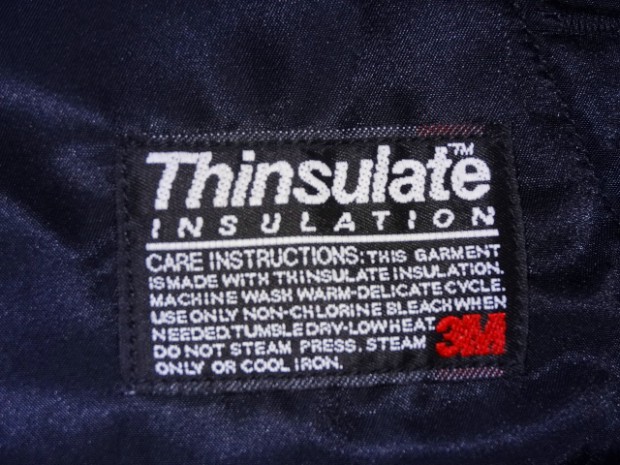 Thinsulate™
INSULATION
CARE INSTRUCTIONS: THIS GARMENT
IS MADE WITH THINSULATE INSULATION.
MACHINE WASH WARM-DELICATE CYCLE.
USE ONLY NON-CHLORINE BLEACH WHEN
NEEDED. TUMBLE DRY-LOW HEAT.
DO NOT STEAM PRESS. STEAM
ONLY OR COOL IRON.
3M